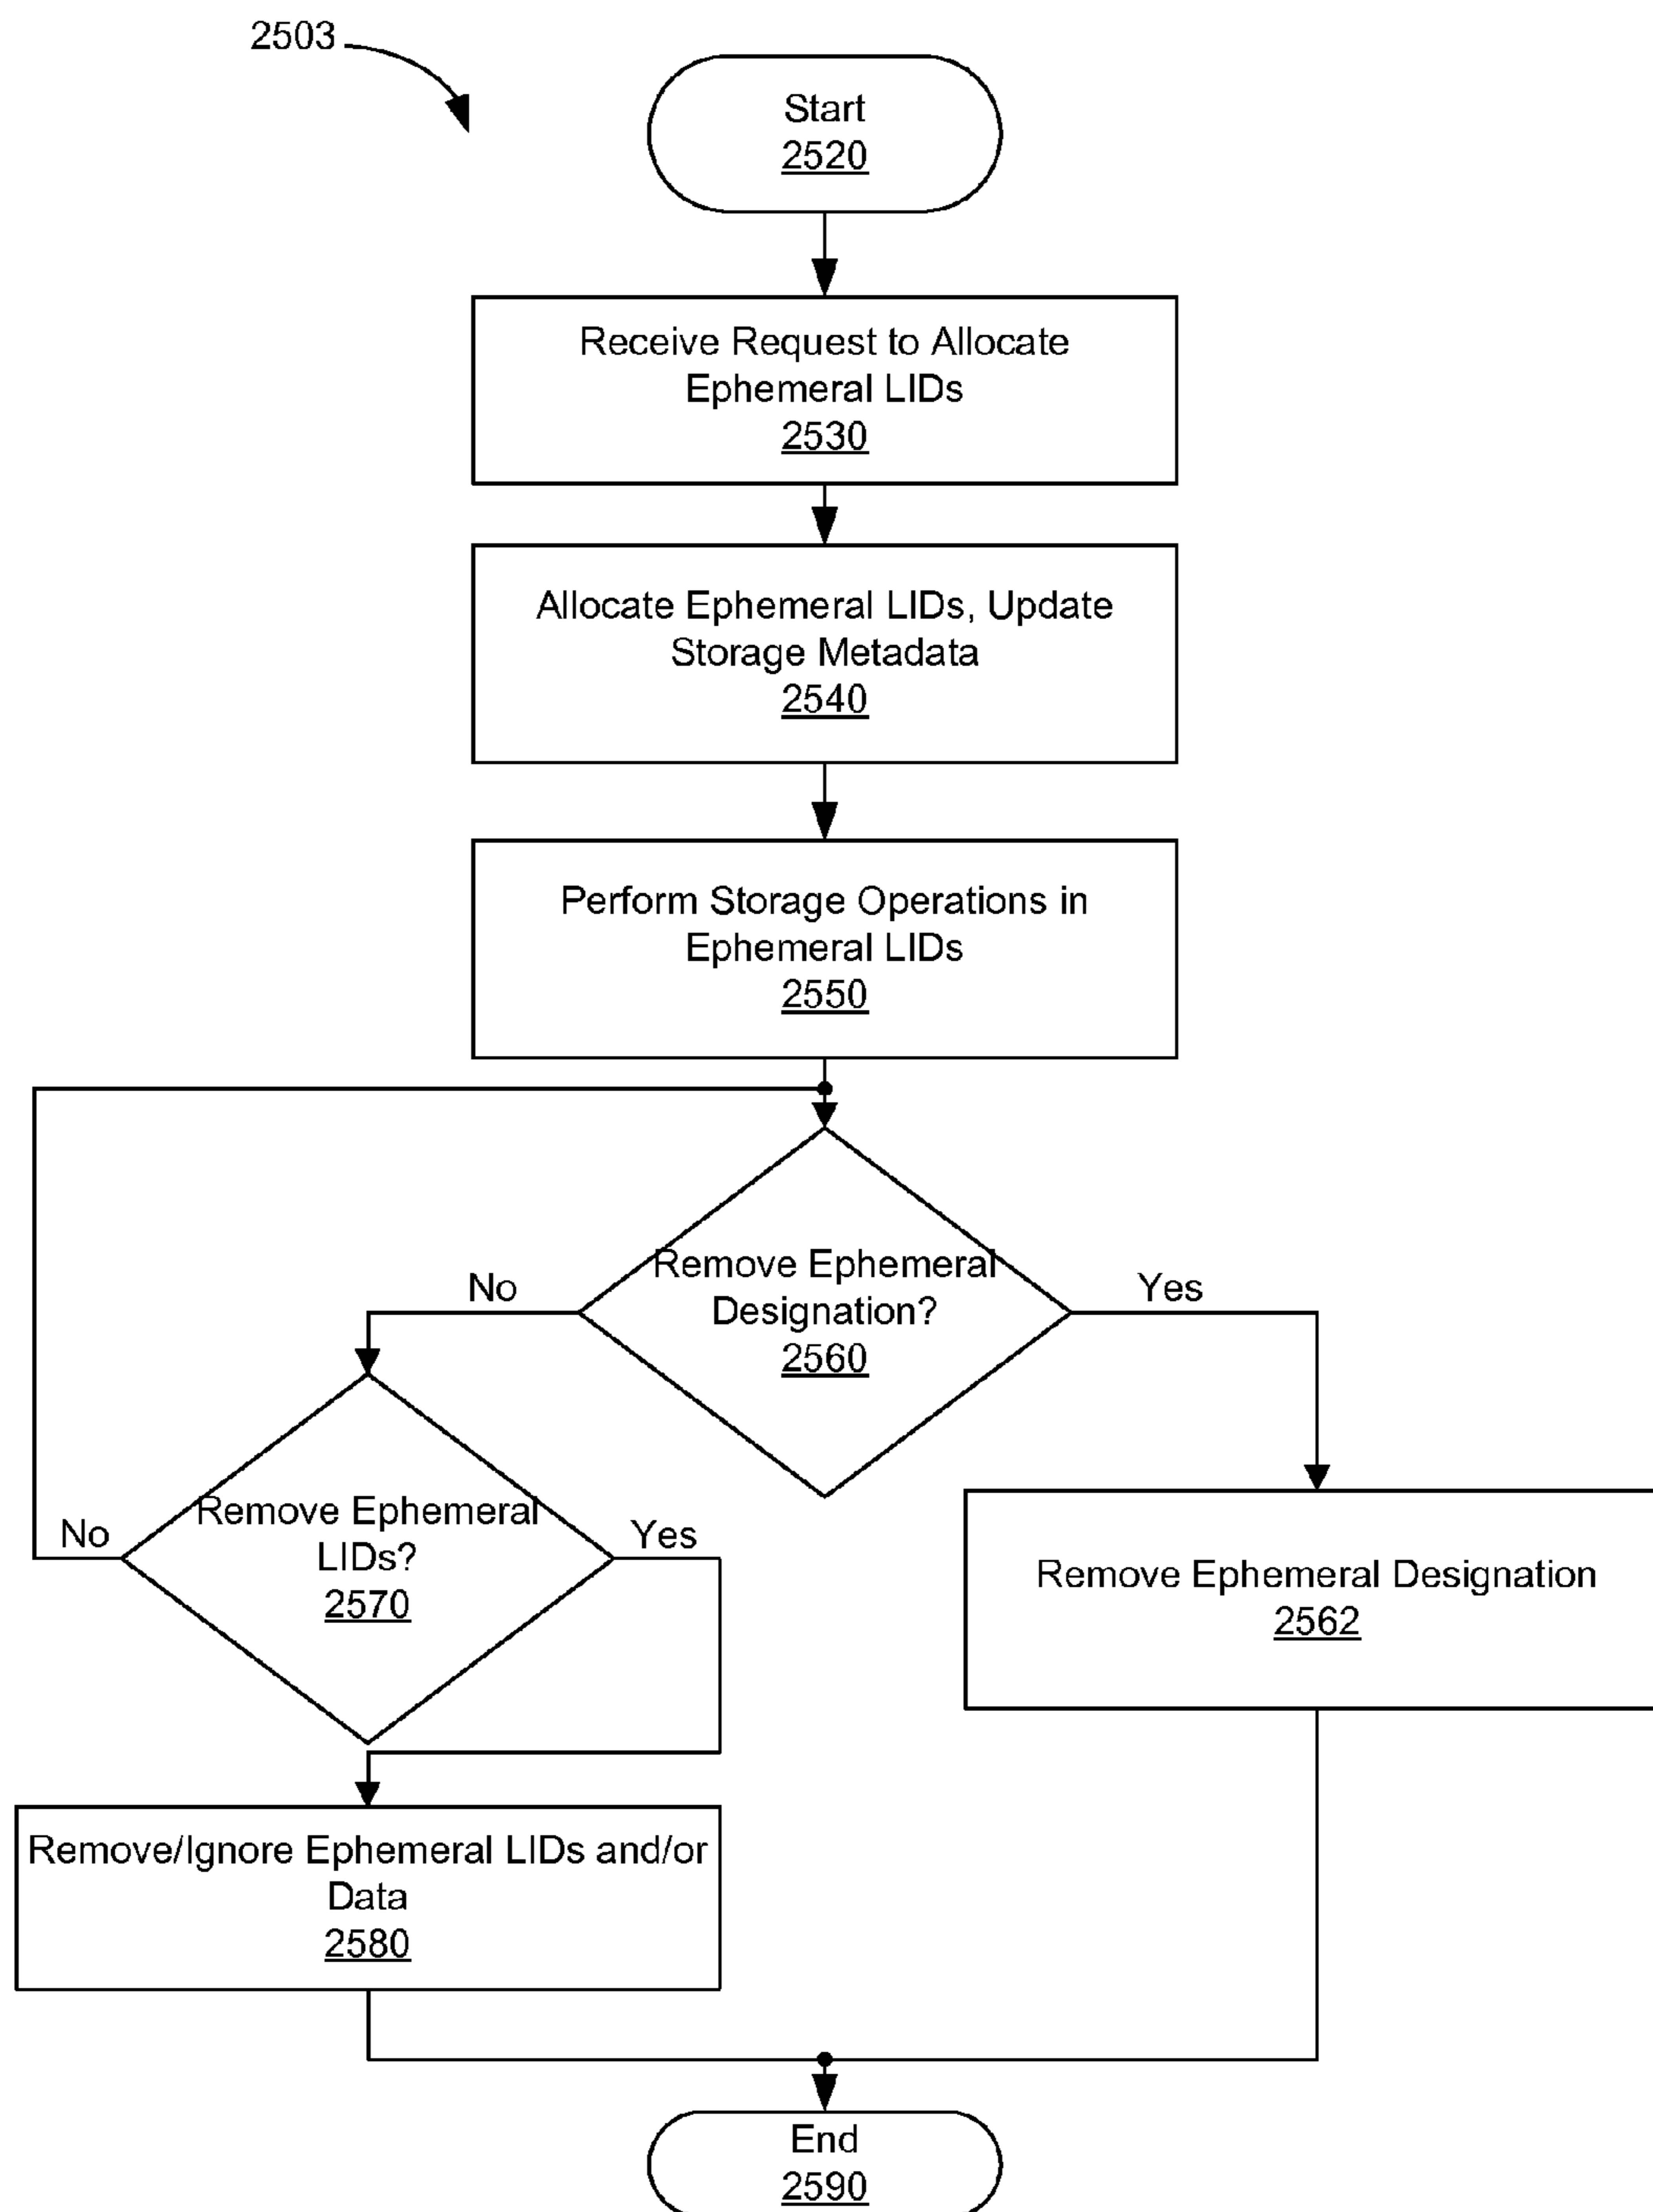 2503
Start
2520
Receive Request to Allocate
Ephemeral LIDs
2530
Allocate Ephemeral LIDs, Update
Storage Metadata
2540
Perform Storage Operations in
Ephemeral LIDs
2550
Remove Ephemeral
Designation?
2560
No
Yes
Remove Ephemeral
LIDs?
2570
No
Yes
Remove Ephemeral Designation
2562
Remove/Ignore Ephemeral LIDs and/or
Data
2580
End
2590